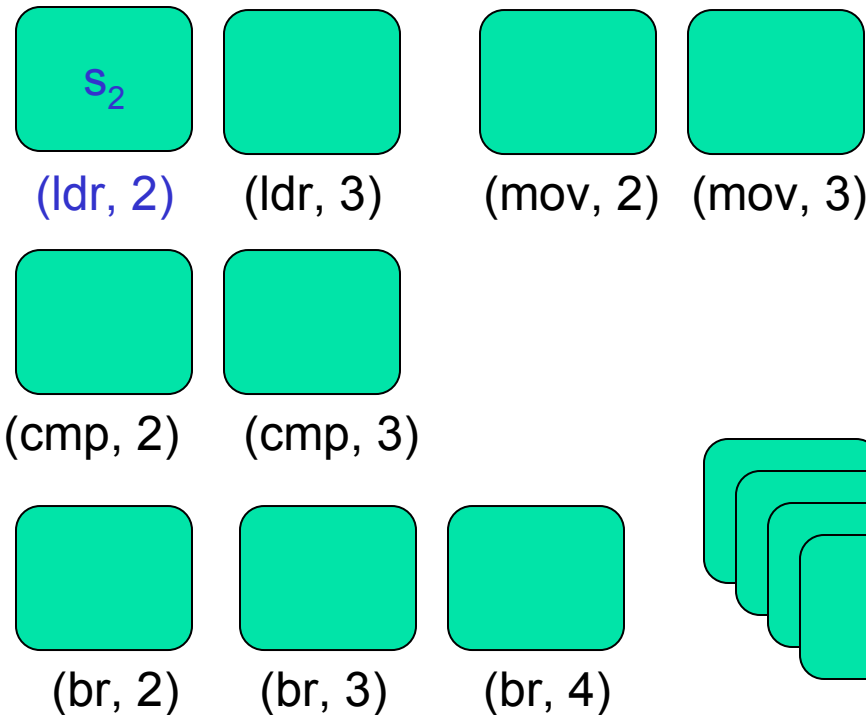 s₂
(ldr, 2) (ldr, 3) (mov, 2) (mov, 3)
(cmp, 2) (cmp, 3)
(br, 2) (br, 3) (br, 4)